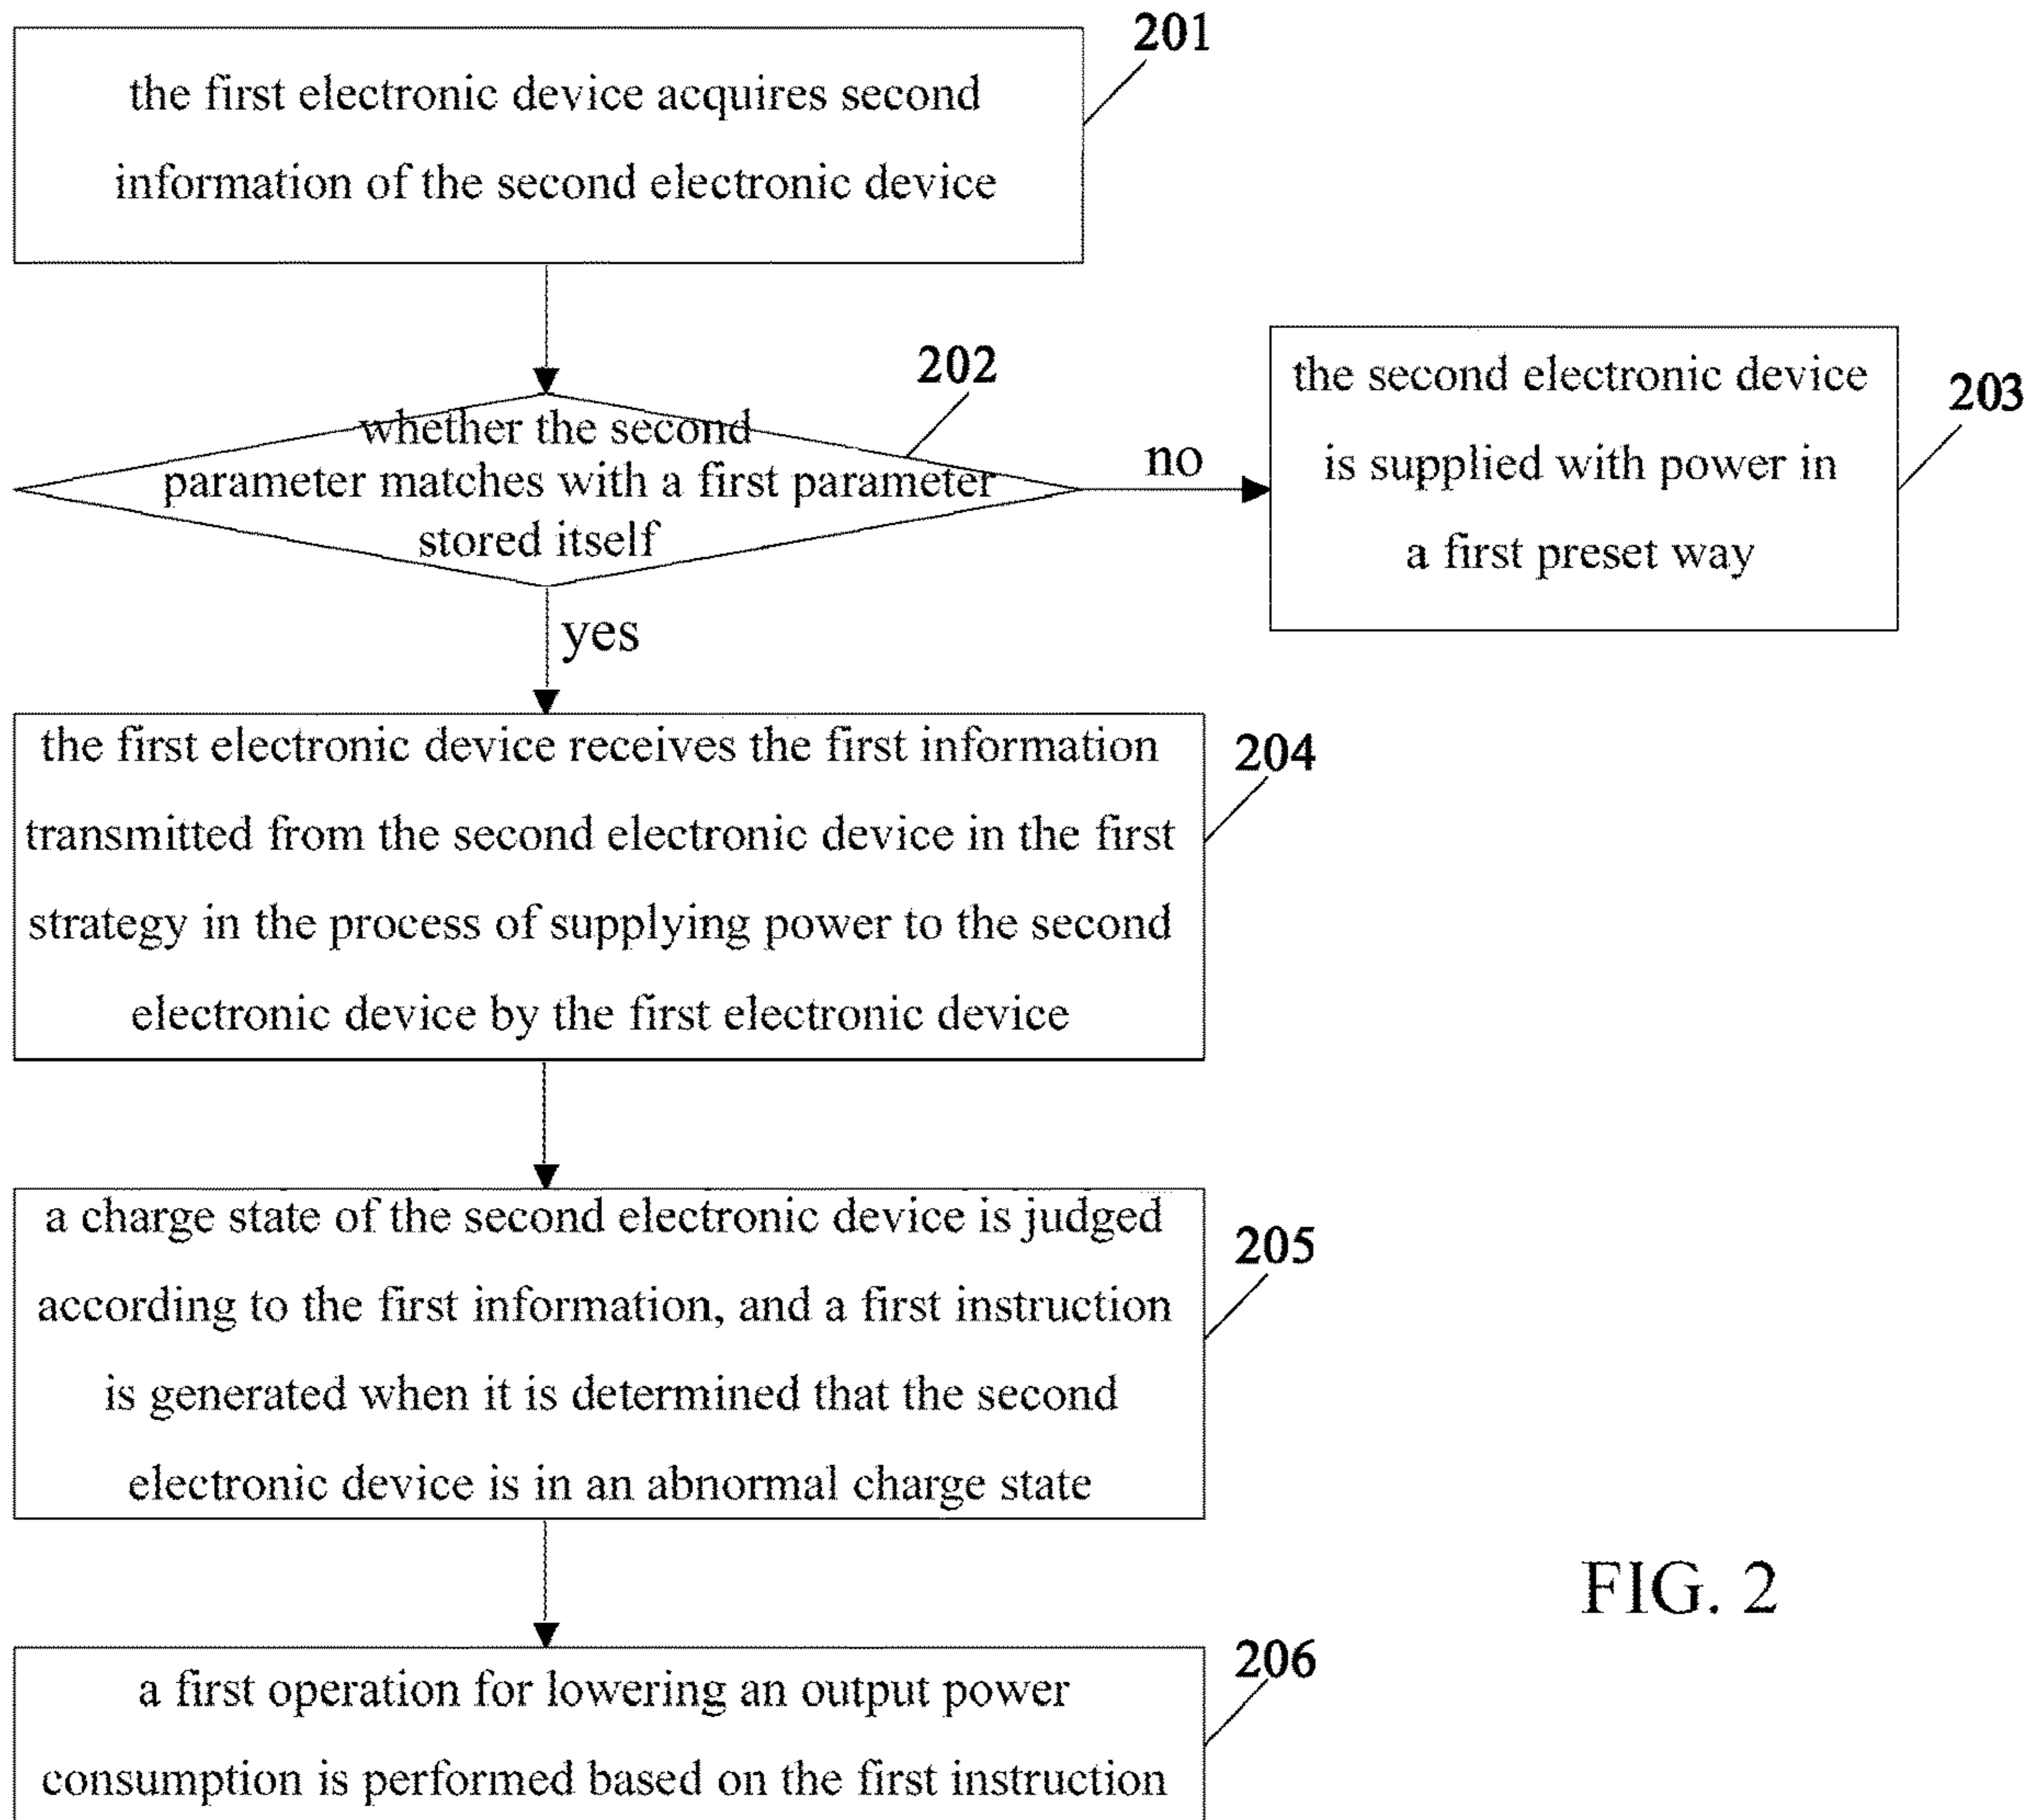 201
the first electronic device acquires second
information of the second electronic device
202
whether the second
parameter matches with a first parameter
stored itself
no
203
the second electronic device
is supplied with power in
a first preset way
yes
204
the first electronic device receives the first information
transmitted from the second electronic device in the first
strategy in the process of supplying power to the second
electronic device by the first electronic device
205
a charge state of the second electronic device is judged
according to the first information, and a first instruction
is generated when it is determined that the second
electronic device is in an abnormal charge state
206
a first operation for lowering an output power
consumption is performed based on the first instruction
FIG. 2